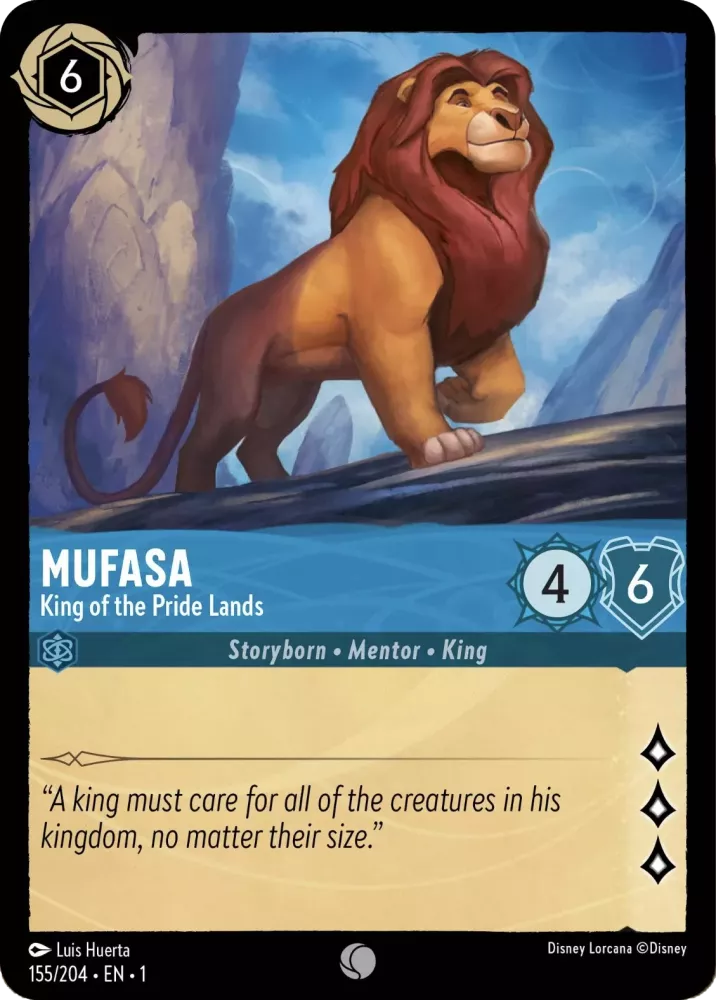 6
MUFASA
King of the Pride Lands
4
6
Storyborn • Mentor • King
“A king must care for all of the creatures in his
kingdom, no matter their size.”
Luis Huerta
Disney Lorcana ©Disney
155/204 • EN • 1